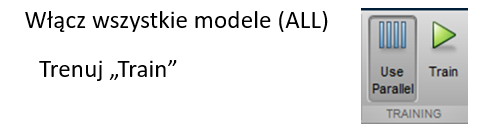 Włącz wszystkie modele (ALL)
Trenuj „Train”
Use Train
Parallel
TRAINING